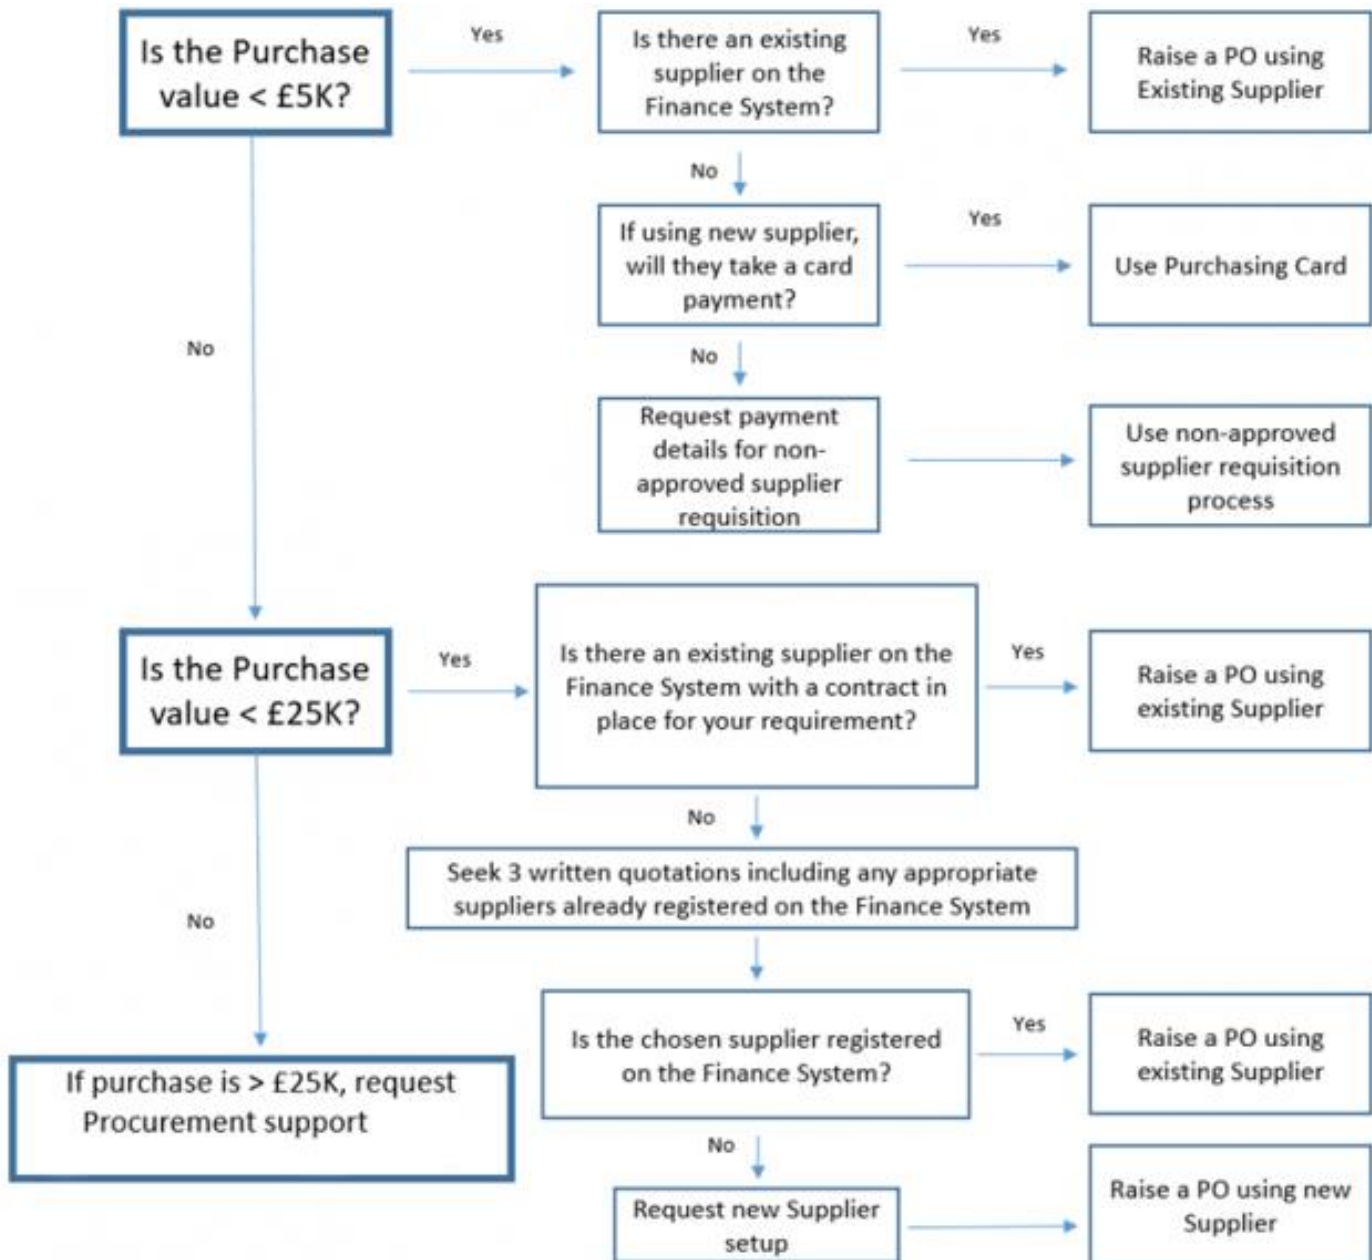 Is the Purchase
value < £5K?
Yes
Is there an existing
supplier on the
Finance System?
Yes
Raise a PO using
Existing Supplier
No
If using new supplier,
will they take a card
payment?
Yes
Use Purchasing Card
No
No
Request payment
details for non-
approved supplier
requisition
Use non-approved
supplier requisition
process
Is the Purchase
value < £25K?
Yes
Is there an existing supplier on the
Finance System with a contract in
place for your requirement?
Yes
Raise a PO using
existing Supplier
No
Seek 3 written quotations including any appropriate
suppliers already registered on the Finance System
No
Is the chosen supplier registered
on the Finance System?
Yes
Raise a PO using
existing Supplier
If purchase is > £25K, request
Procurement support
No
Request new Supplier
setup
Raise a PO using new
Supplier